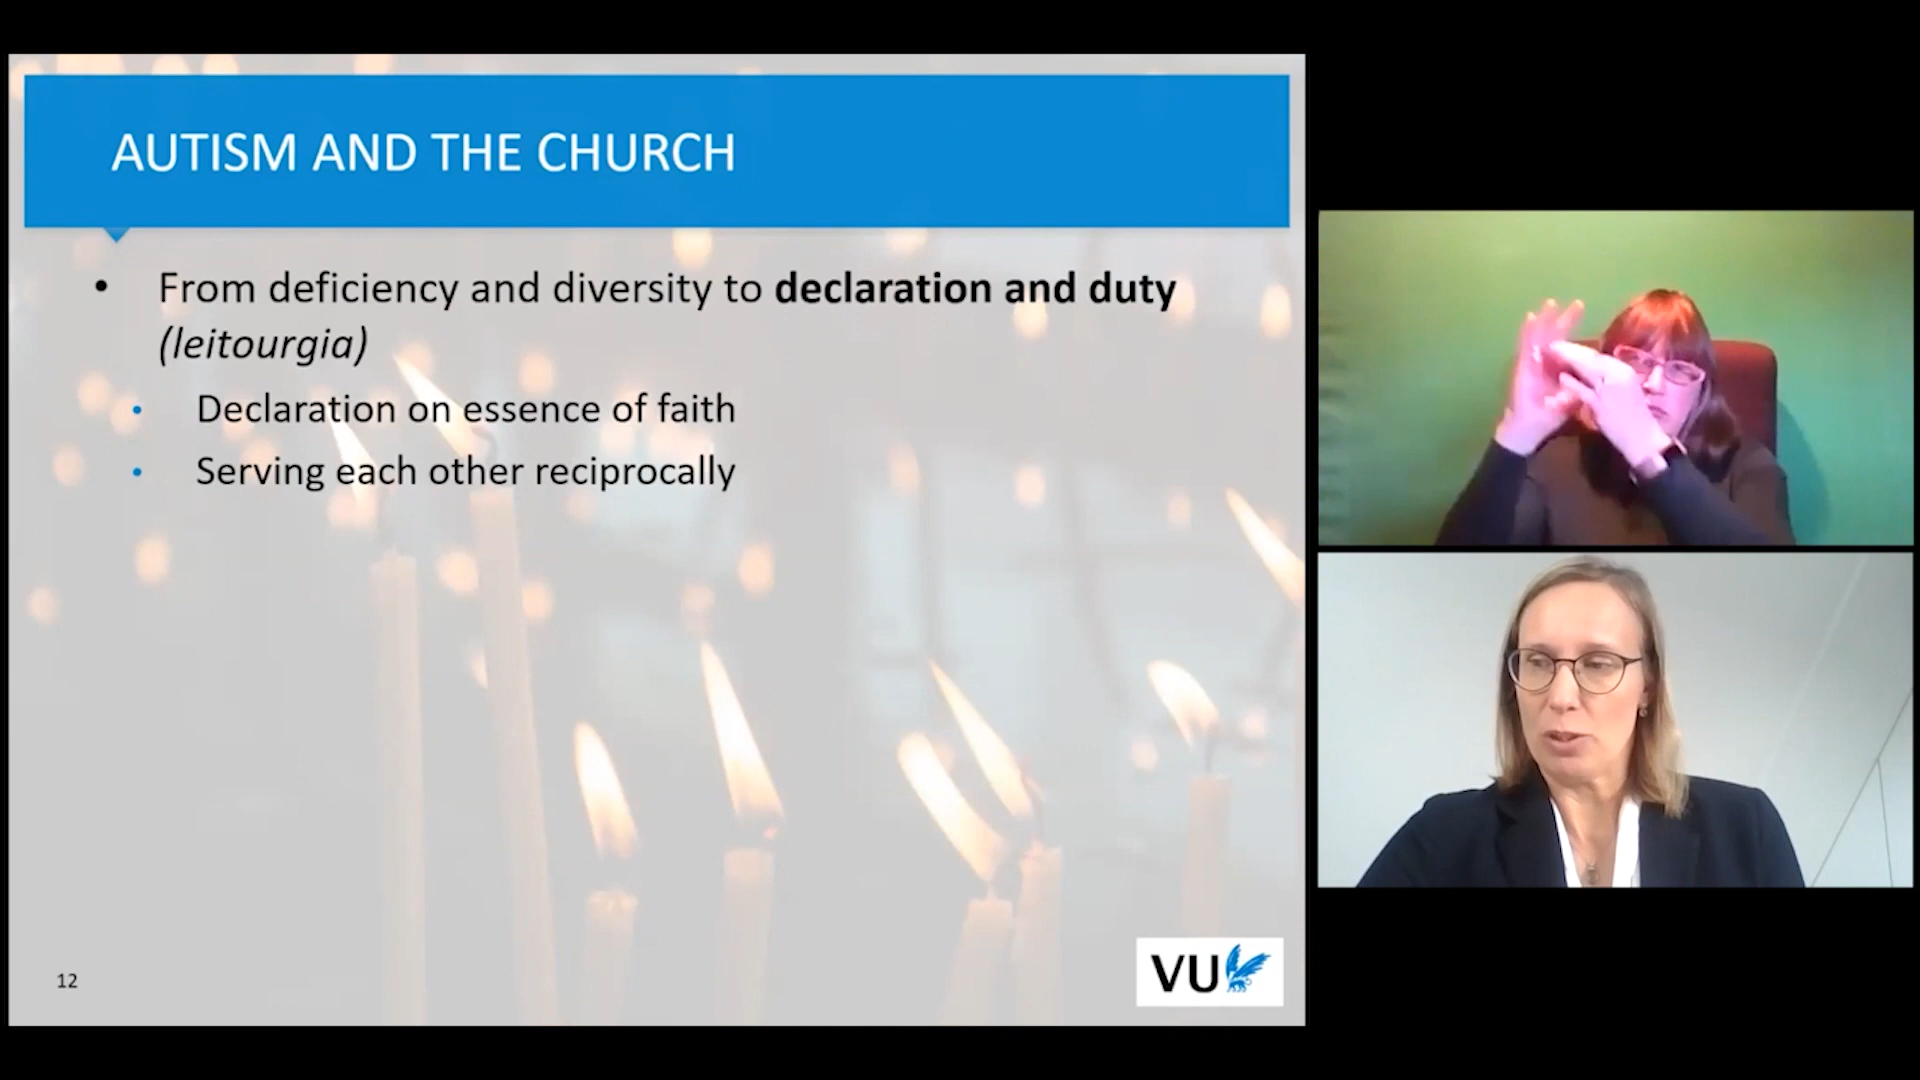 AUTISM AND THE CHURCH
• From deficiency and diversity to declaration and duty
(leitourgia)
• Declaration on essence of faith
• Serving each other reciprocally
12
VU